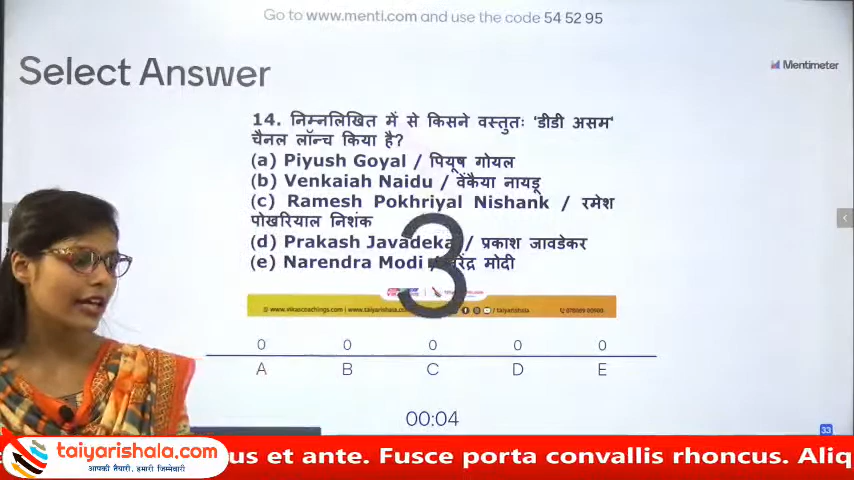 Go to www.menti.com and use the code 54 52 95
Select Answer
Mentimeter
14. निम्नलिखित में से किसने वस्तुतः 'डीडी असम'
चैनल लॉन्च किया है?
(a) Piyush Goyal / पियूष गोयल
(b) Venkaiah Naidu / वेंकैया नायडू
(c) Ramesh Pokhriyal Nishank / रमेश
पोखरियाल निशंक
(d) Prakash Javadeka / प्रकाश जावडेकर
(e) Narendra Modi / नरेंद्र मोदी
3
0 0 0 0 0
A B C D E
00:04
33
taiyarishala.com
आपकी तैयारी, हमारी जिम्मेवारी
us et ante. Fusce porta convallis rhoncus. Aliq